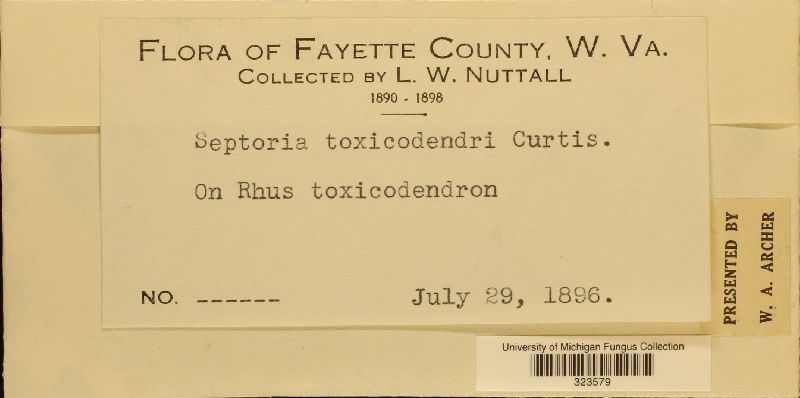 FLORA OF FAYETTE COUNTY, W. VA.
COLLECTED BY L. W. NUTTALL
1890 - 1898
Septoria toxicodendri Curtis.
On Rhus toxicodendron
NO. ------ July 29, 1896.
PRESENTED BY
W. A. ARCHER
University of Michigan Fungus Collection
323579